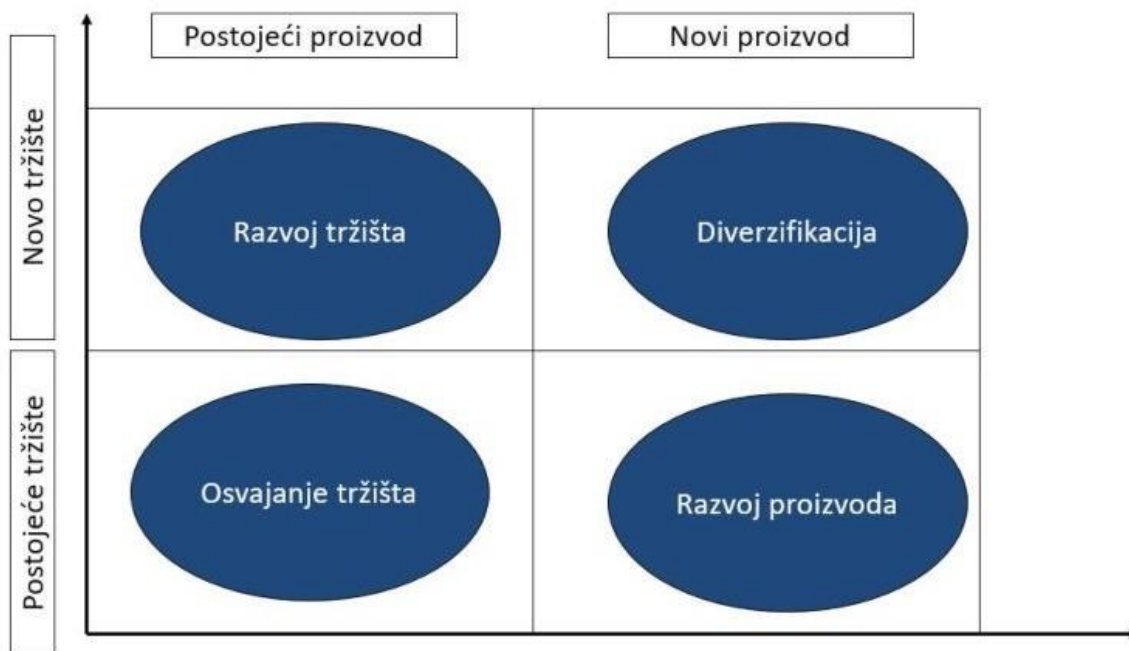 Postojeći proizvod
Novi proizvod
Novo tržište
Razvoj tržišta
Diverzifikacija
Postojeće tržište
Osvajanje tržišta
Razvoj proizvoda